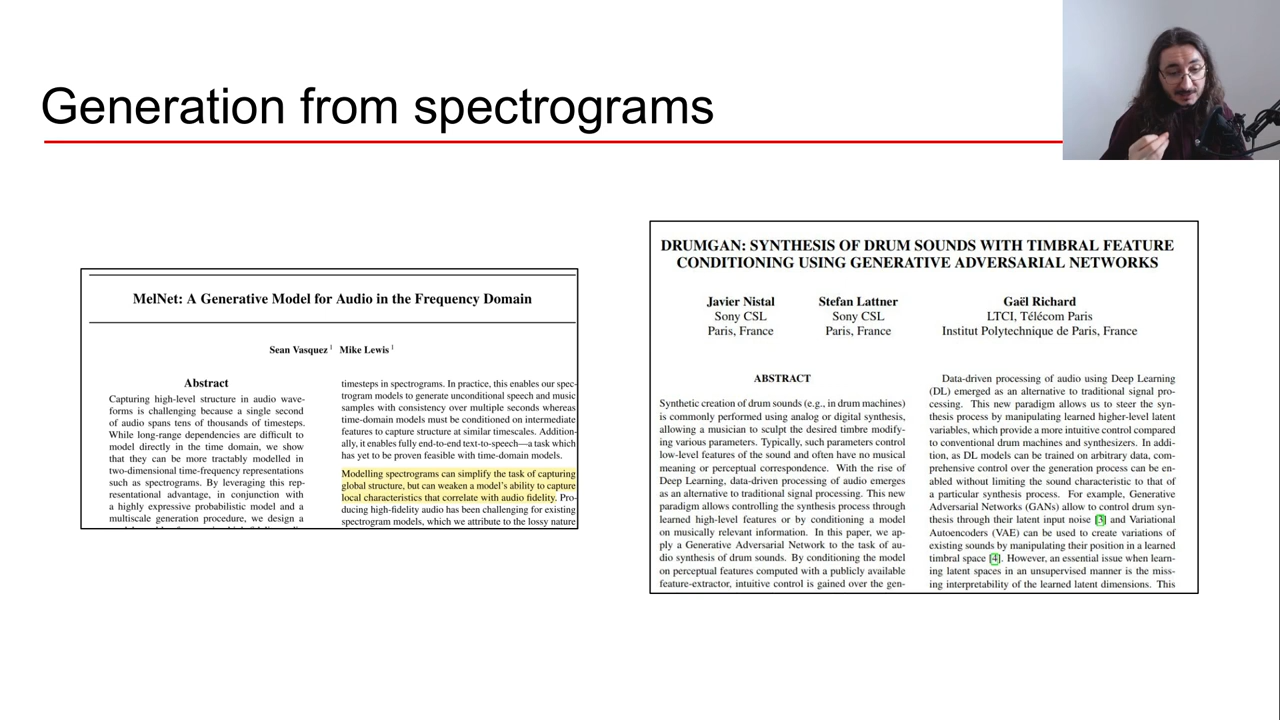 Generation from spectrograms
MelNet: A Generative Model for Audio in the Frequency Domain
Sean Vasquez 1 Mike Lewis 1
Abstract
Capturing high-level structure in audio wave-
forms is challenging because a single second
of audio spans tens of thousands of timesteps.
While long-range dependencies are difficult to
model directly in the time domain, we show
that they can be more tractably modelled in
two-dimensional time-frequency representations
such as spectrograms. By leveraging this rep-
resentational advantage, in conjunction with
a highly expressive probabilistic model and a
multiscale generation procedure, we design a
timesteps in spectrograms. In practice, this enables our spec-
trogram models to generate unconditional speech and music
samples with consistency over multiple seconds whereas
time-domain models must be conditioned on intermediate
features to capture structure at similar timescales. Addition-
ally, it enables fully end-to-end text-to-speech—a task which
has yet to be proven feasible with time-domain models.
Modelling spectrograms can simplify the task of capturing
global structure, but can weaken a model's ability to capture
local characteristics that correlate with audio fidelity. Pro-
ducing high-fidelity audio has been challenging for existing
spectrogram models, which we attribute to the lossy nature
DRUMGAN: SYNTHESIS OF DRUM SOUNDS WITH TIMBRAL FEATURE
CONDITIONING USING GENERATIVE ADVERSARIAL NETWORKS
Javier Nistal Stefan Lattner Gaël Richard
Sony CSL Sony CSL LTCI, Télécom Paris
Paris, France Paris, France Institut Polytechnique de Paris, France
ABSTRACT
Synthetic creation of drum sounds (e.g., in drum machines)
is commonly performed using analog or digital synthesis,
allowing a musician to sculpt the desired timbre modify-
ing various parameters. Typically, such parameters control
low-level features of the sound and often have no musical
meaning or perceptual correspondence. With the rise of
Deep Learning, data-driven processing of audio emerges
as an alternative to traditional signal processing. This new
paradigm allows controlling the synthesis process through
learned high-level features or by conditioning a model
on musically relevant information. In this paper, we ap-
ply a Generative Adversarial Network to the task of au-
dio synthesis of drum sounds. By conditioning the model
on perceptual features computed with a publicly available
feature-extractor, intuitive control is gained over the gen-
Data-driven processing of audio using Deep Learning
(DL) emerged as an alternative to traditional signal pro-
cessing. This new paradigm allows us to steer the syn-
thesis process by manipulating learned higher-level latent
variables, which provide a more intuitive control compared
to conventional drum machines and synthesizers. In addi-
tion, as DL models can be trained on arbitrary data, com-
prehensive control over the generation process can be en-
abled without limiting the sound characteristic to that of
a particular synthesis process. For example, Generative
Adversarial Networks (GANs) allow to control drum syn-
thesis through their latent input noise [3] and Variational
Autoencoders (VAE) can be used to create variations of
existing sounds by manipulating their position in a learned
timbral space [4]. However, an essential issue when learn-
ing latent spaces in an unsupervised manner is the miss-
ing interpretability of the learned latent dimensions. This